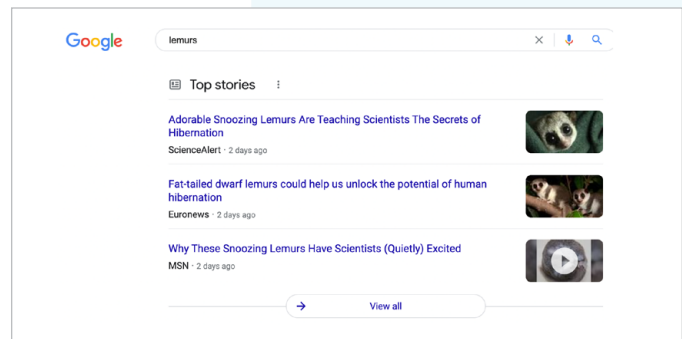 Google
lemurs
Top stories
Adorable Snoozing Lemurs Are Teaching Scientists The Secrets of
Hibernation
ScienceAlert · 2 days ago
Fat-tailed dwarf lemurs could help us unlock the potential of human
hibernation
Euronews · 2 days ago
Why These Snoozing Lemurs Have Scientists (Quietly) Excited
MSN · 2 days ago
View all